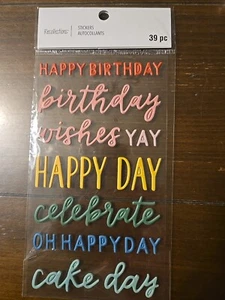 Recollections
STICKERS
AUTOCOLLANTS
39 pc
HAPPY BIRTHDAY
birthday
wishes YAY
HAPPY DAY
celebrate
OH HAPPY DAY
cake day